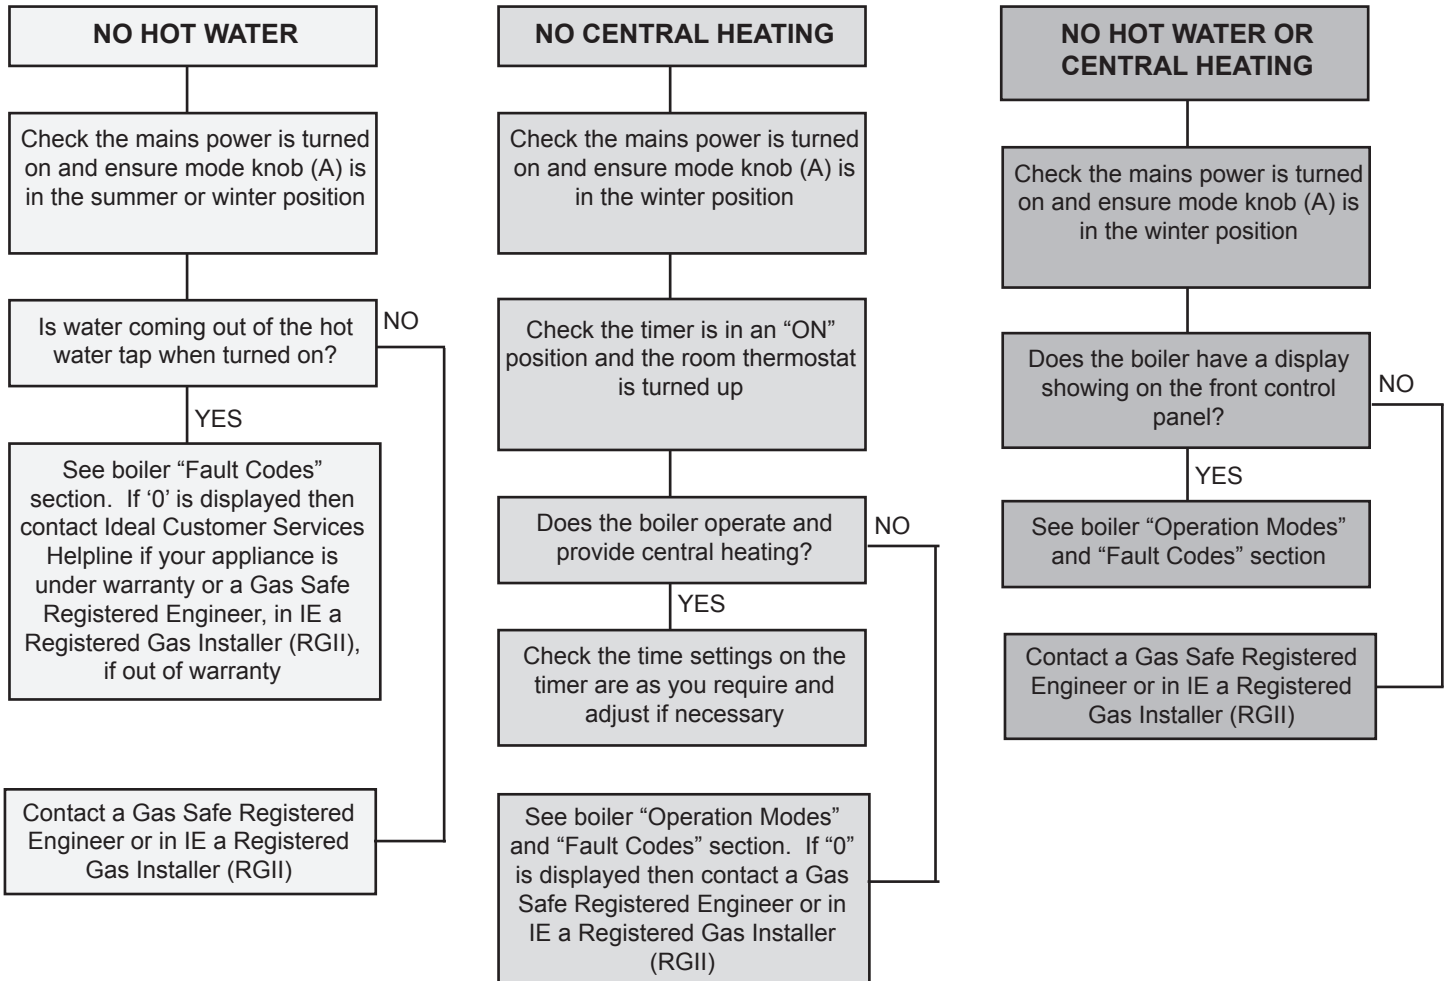 NO HOT WATER
Check the mains power is turned
on and ensure mode knob (A) is
in the summer or winter position
Is water coming out of the hot
water tap when turned on?
NO
YES
See boiler “Fault Codes”
section. If ‘0’ is displayed then
contact Ideal Customer Services
Helpline if your appliance is
under warranty or a Gas Safe
Registered Engineer, in IE a
Registered Gas Installer (RGII),
if out of warranty
Contact a Gas Safe Registered
Engineer or in IE a Registered
Gas Installer (RGII)
NO CENTRAL HEATING
Check the mains power is turned
on and ensure mode knob (A) is
in the winter position
Check the timer is in an “ON”
position and the room thermostat
is turned up
Does the boiler operate and
provide central heating?
NO
YES
Check the time settings on the
timer are as you require and
adjust if necessary
See boiler “Operation Modes”
and “Fault Codes” section. If “0”
is displayed then contact a Gas
Safe Registered Engineer or in
IE a Registered Gas Installer
(RGII)
NO HOT WATER OR
CENTRAL HEATING
Check the mains power is turned
on and ensure mode knob (A) is
in the winter position
Does the boiler have a display
showing on the front control
panel?
NO
YES
See boiler “Operation Modes”
and “Fault Codes” section
Contact a Gas Safe Registered
Engineer or in IE a Registered
Gas Installer (RGII)